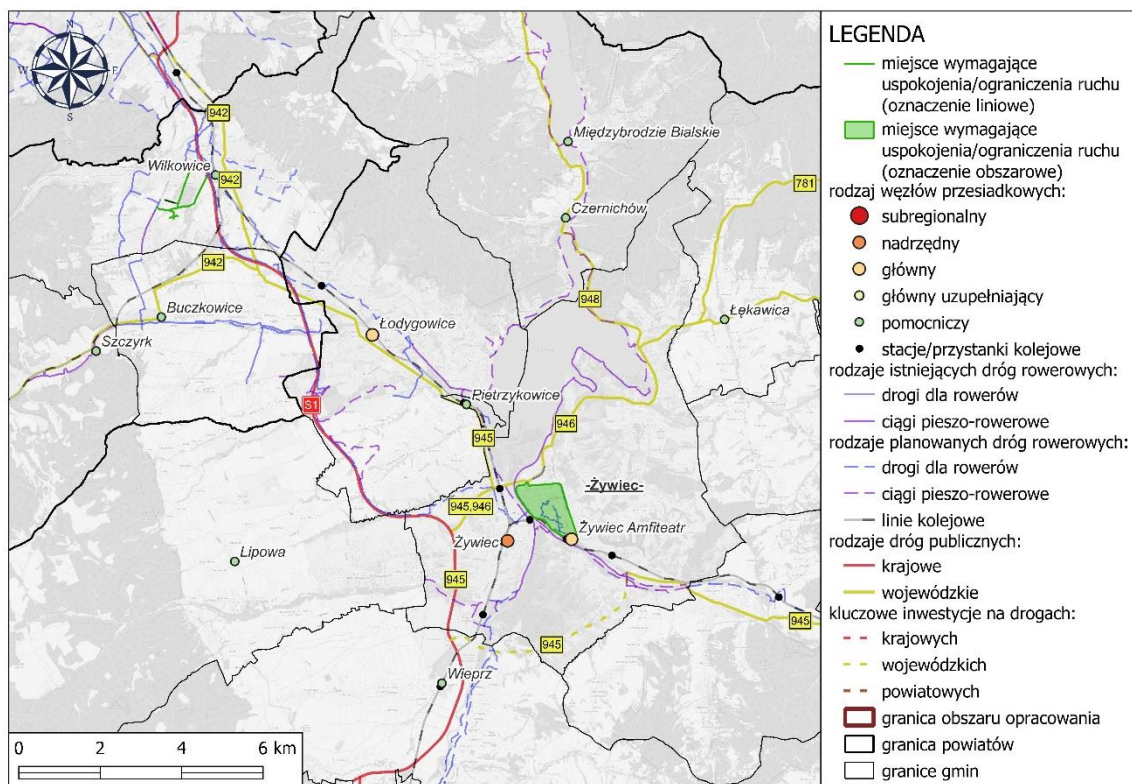 N
W
E
S
942
Wilkowice
942
Międzybrodzie Bialskie
781
Czernichów
942
Buczkowice
948
Szczyrk
Łodygowice
Łękawica
S1
Pietrzykowice
945
946
-Żywiec-
945,946
Żywiec
Żywiec Amfiteatr
Lipowa
945
945
945
Wieprz
0 2 4 6 km
LEGENDA
miejsce wymagające
uspokojenia/ograniczenia ruchu
(oznaczenie liniowe)
miejsce wymagające
uspokojenia/ograniczenia ruchu
(oznaczenie obszarowe)
rodzaj węzłów przesiadkowych:
subregionalny
nadrzędny
główny
główny uzupełniający
pomocniczy
stacje/przystanki kolejowe
rodzaje istniejących dróg rowerowych:
drogi dla rowerów
ciągi pieszo-rowerowe
rodzaje planowanych dróg rowerowych:
drogi dla rowerów
ciągi pieszo-rowerowe
linie kolejowe
rodzaje dróg publicznych:
krajowe
wojewódzkie
kluczowe inwestycje na drogach:
krajowych
wojewódzkich
powiatowych
granica obszaru opracowania
granica powiatów
granice gmin